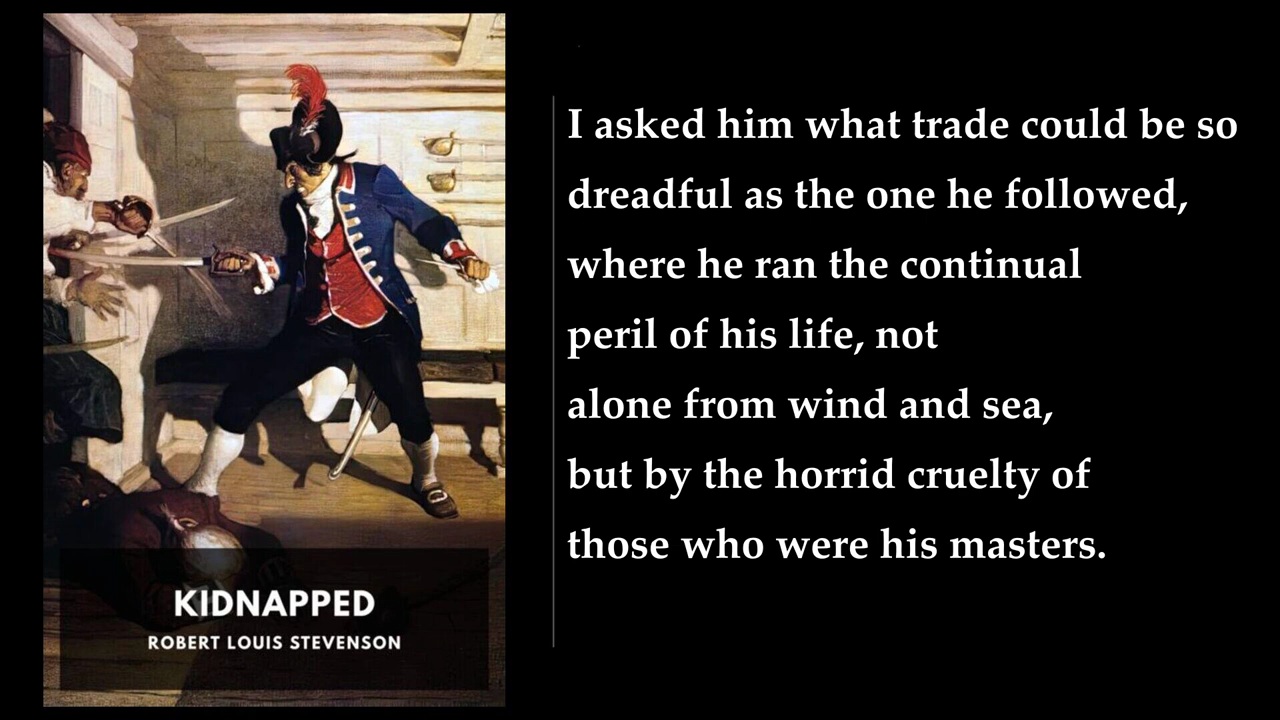 I asked him what trade could be so
dreadful as the one he followed,
where he ran the continual
peril of his life, not
alone from wind and sea,
but by the horrid cruelty of
those who were his masters.
KIDNAPPED
ROBERT LOUIS STEVENSON